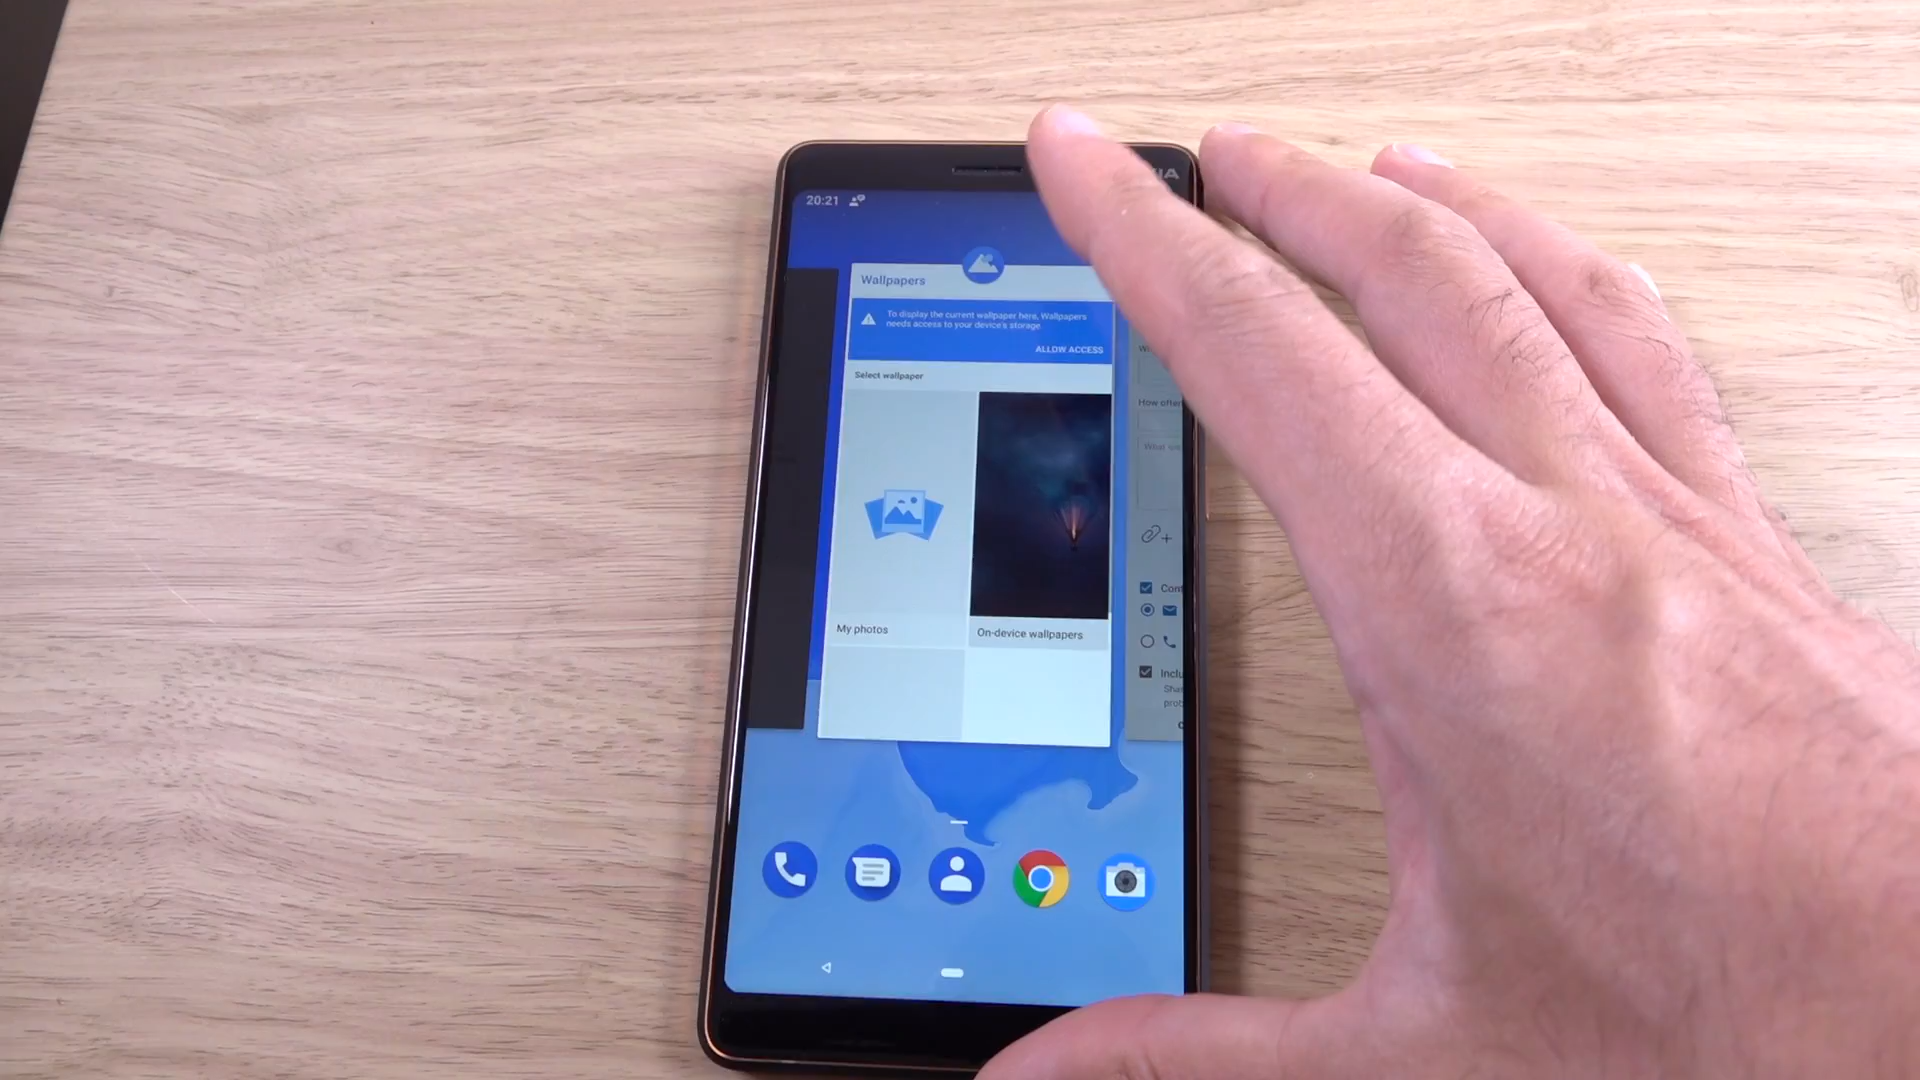 20:21
Wallpapers
To display the current wallpaper here, Wallpapers
needs access to your device's storage
ALLOW ACCESS
Select wallpaper
How often
My photos
On-device wallpapers